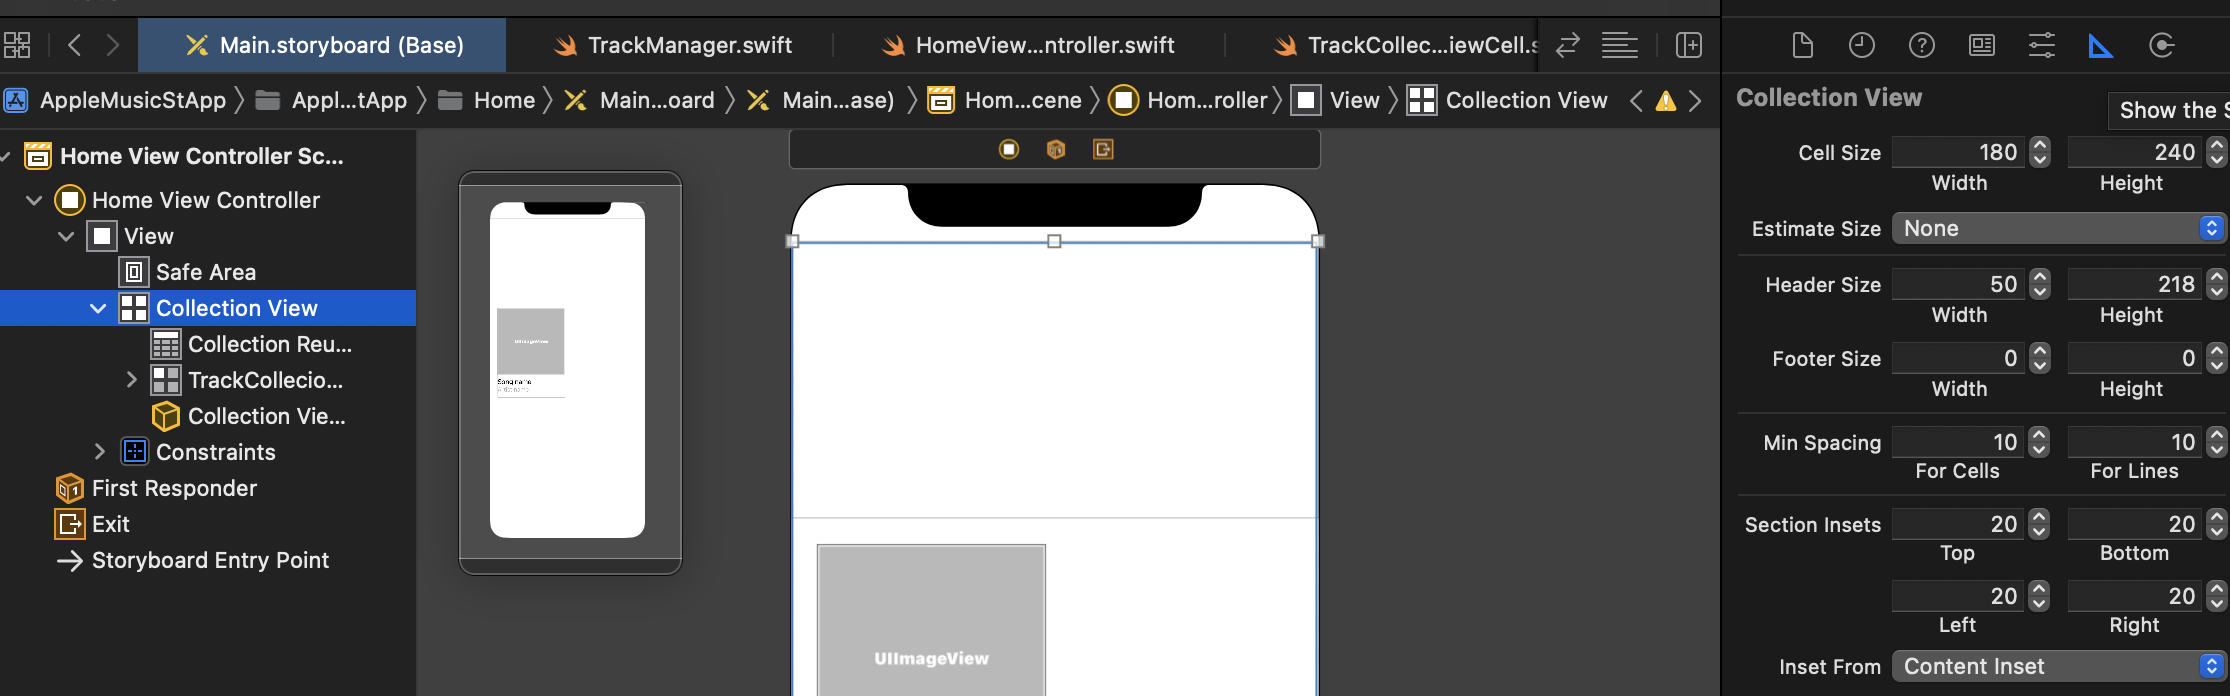 Main.storyboard (Base)
TrackManager.swift
HomeView...ntroller.swift
TrackCollec...iewCell.s
AppleMusicStApp
Appl...tApp
Home
Main...oard
Main...ase)
Hom...cene
Hom...roller
View
Collection View
Home View Controller Sc...
Home View Controller
View
Safe Area
Collection View
Collection Reu...
TrackCollecio...
Collection Vie...
Constraints
First Responder
Exit
Storyboard Entry Point
UIImageView
Song name
Artist name
UIImageView
Collection View
Show the S
Cell Size 180 240
Width Height
Estimate Size None
Header Size 50 218
Width Height
Footer Size 0 0
Width Height
Min Spacing 10 10
For Cells For Lines
Section Insets 20 20
Top Bottom
20 20
Left Right
Inset From Content Inset